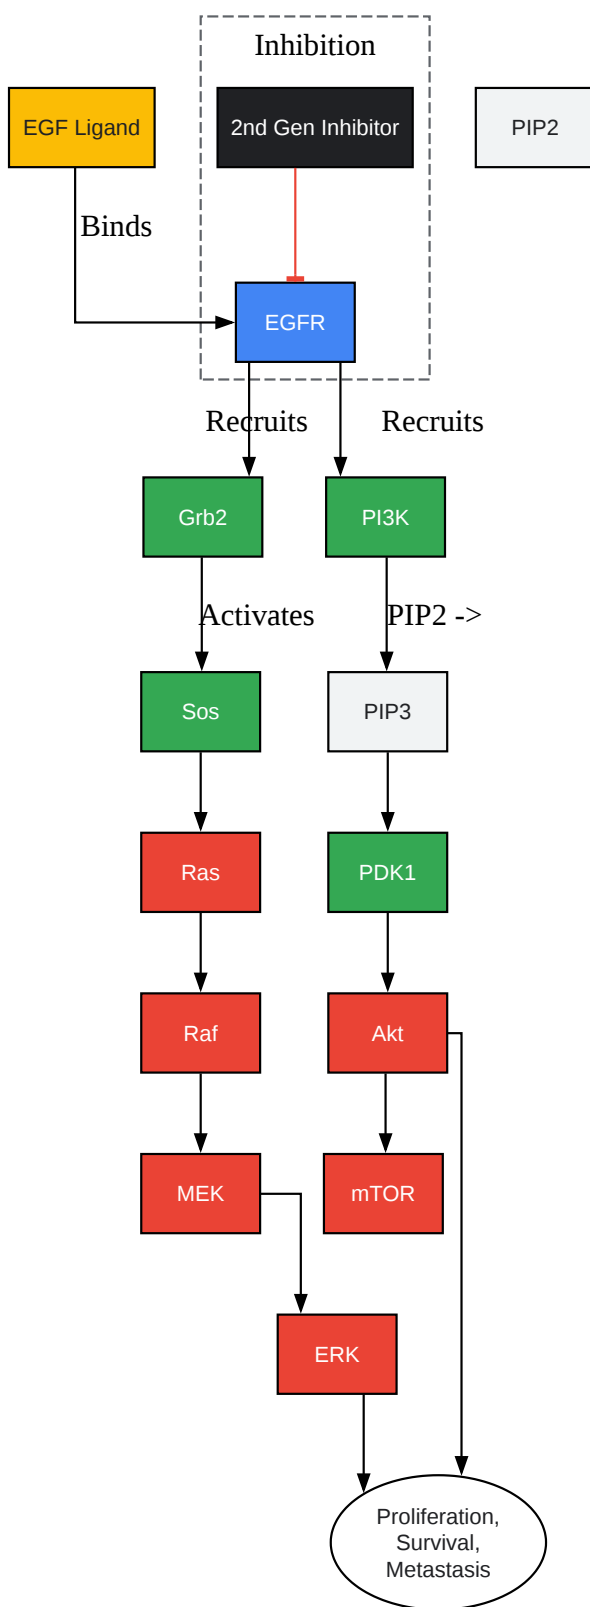 Inhibition
EGF Ligand
2nd Gen Inhibitor
PIP2
Binds
EGFR
Recruits
Recruits
Grb2
PI3K
Activates
PIP2 ->
Sos
PIP3
Ras
PDK1
Raf
Akt
MEK
mTOR
ERK
Proliferation,
Survival,
Metastasis